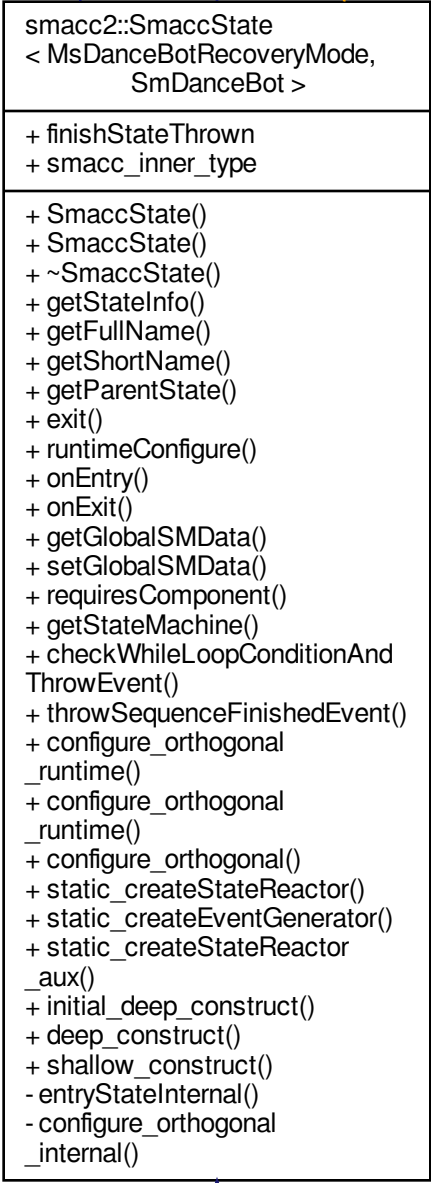 smacc2::SmaccState
< MsDanceBotRecoveryMode,
SmDanceBot >
+ finishStateThrown
+ smacc_inner_type
+ SmaccState()
+ SmaccState()
+ ~SmaccState()
+ getStateInfo()
+ getFullName()
+ getShortName()
+ getParentState()
+ exit()
+ runtimeConfigure()
+ onEntry()
+ onExit()
+ getGlobalSMData()
+ setGlobalSMData()
+ requiresComponent()
+ getStateMachine()
+ checkWhileLoopConditionAnd
ThrowEvent()
+ throwSequenceFinishedEvent()
+ configure_orthogonal
_runtime()
+ configure_orthogonal
_runtime()
+ configure_orthogonal()
+ static_createStateReactor()
+ static_createEventGenerator()
+ static_createStateReactor
_aux()
+ initial_deep_construct()
+ deep_construct()
+ shallow_construct()
- entryStateInternal()
- configure_orthogonal
_internal()